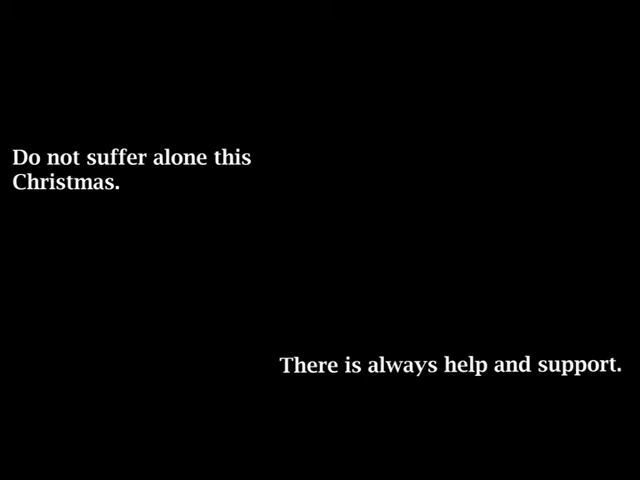 Do not suffer alone this
Christmas.
There is always help and support.